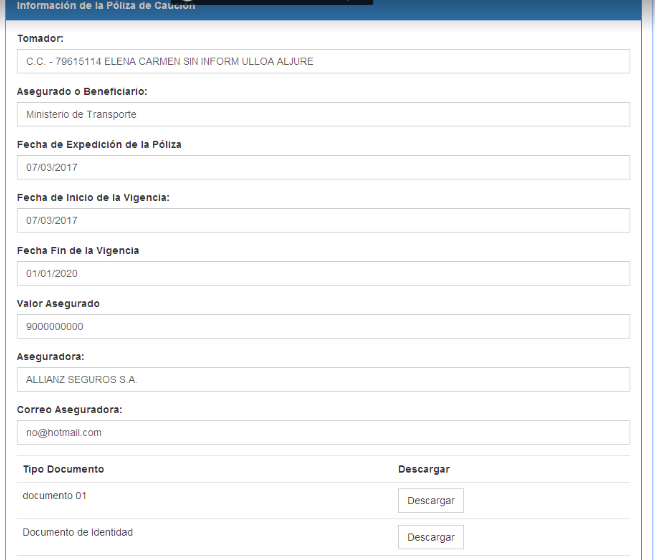 Información de la Póliza de Caución
Tomador:
C.C. - 79615114 ELENA CARMEN SIN INFORM ULLOA ALJURE
Asegurado o Beneficiario:
Ministerio de Transporte
Fecha de Expedición de la Póliza
07/03/2017
Fecha de Inicio de la Vigencia:
07/03/2017
Fecha Fin de la Vigencia
01/01/2020
Valor Asegurado
9000000000
Aseguradora:
ALLIANZ SEGUROS S.A.
Correo Aseguradora:
no@hotmail.com
Tipo Documento Descargar
documento 01 Descargar
Documento de Identidad Descargar